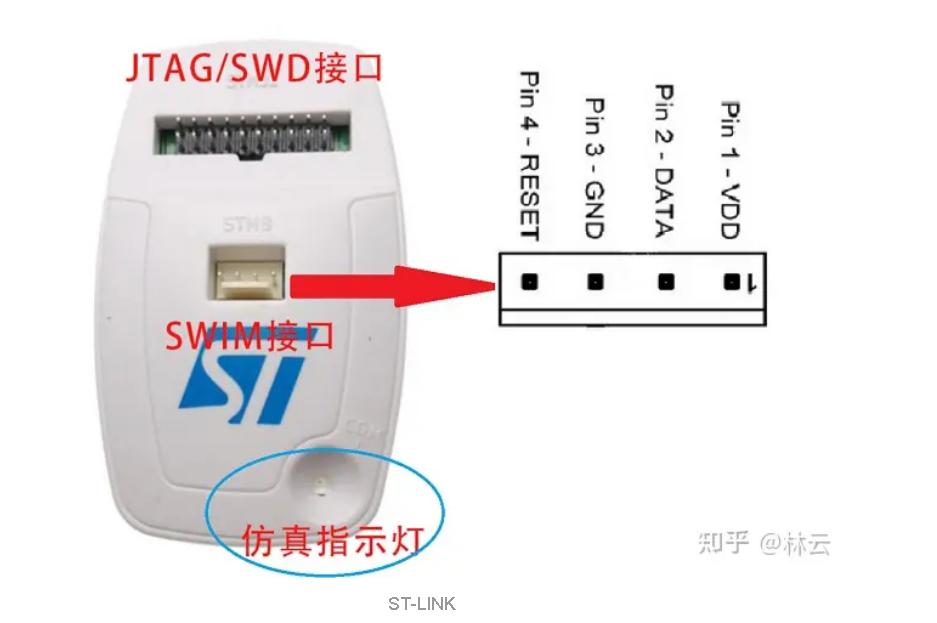 JTAG/SWD接口
STM8
SWIM接口
ST
COM
仿真指示灯
Pin 4 - RESET
Pin 3 - GND
Pin 2 - DATA
Pin 1 - VDD
1
知乎 @林云
ST-LINK